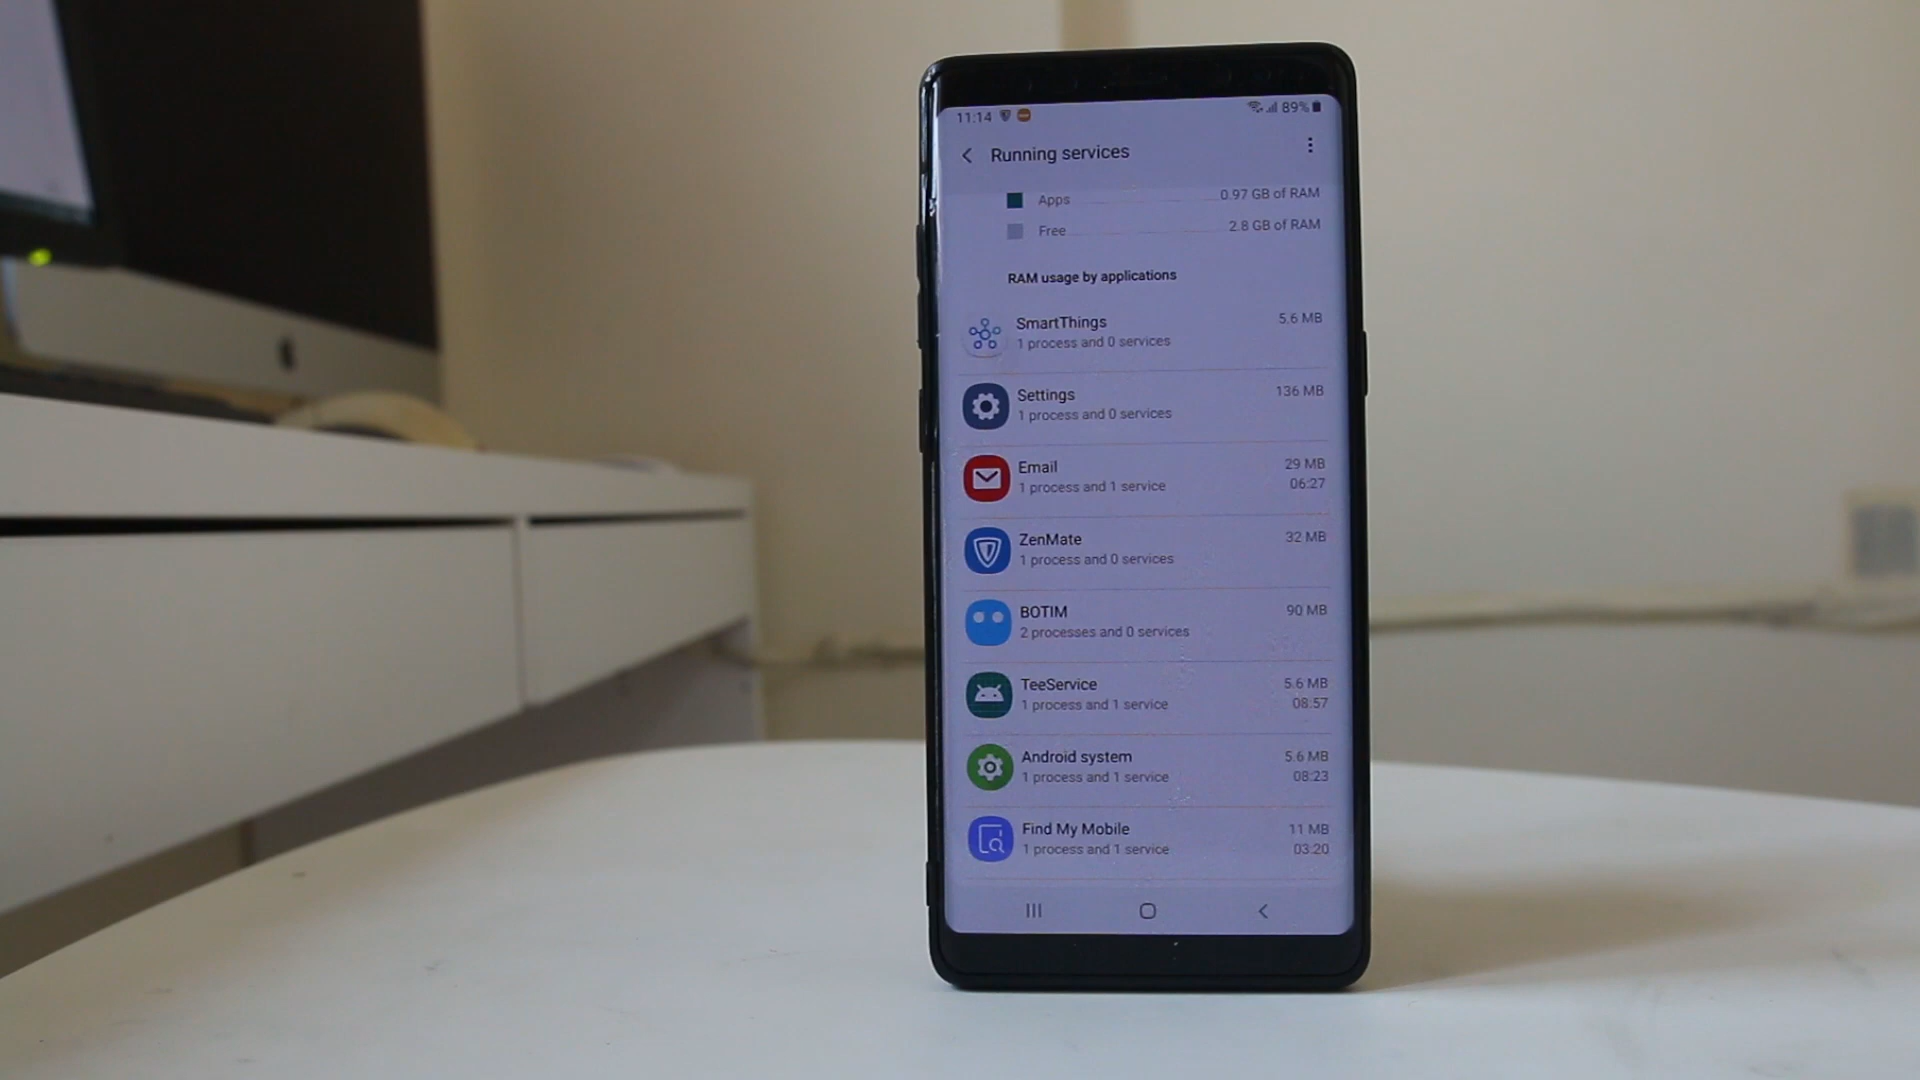 11:14
89%
Running services
Apps 0.97 GB of RAM
Free 2.8 GB of RAM
RAM usage by applications
SmartThings 5.6 MB
1 process and 0 services
Settings 136 MB
1 process and 0 services
Email 29 MB
1 process and 1 service 06:27
ZenMate 32 MB
1 process and 0 services
BOTIM 90 MB
2 processes and 0 services
TeeService 5.6 MB
1 process and 1 service 08:57
Android system 5.6 MB
1 process and 1 service 08:23
Find My Mobile 11 MB
1 process and 1 service 03:20